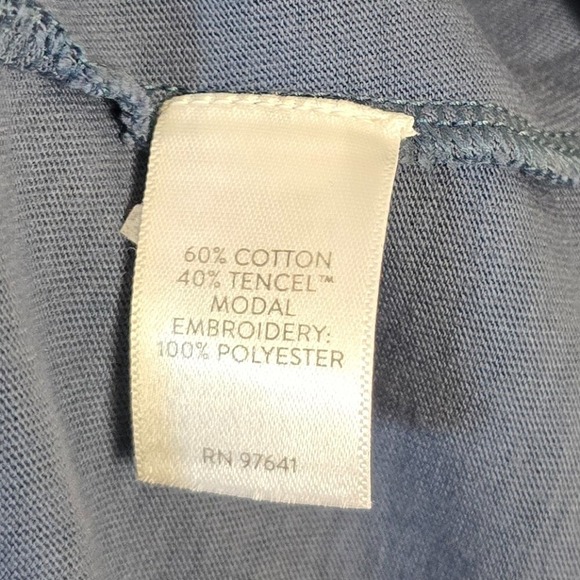 60% COTTON
40% TENCEL™
MODAL
EMBROIDERY:
100% POLYESTER
RN 97641